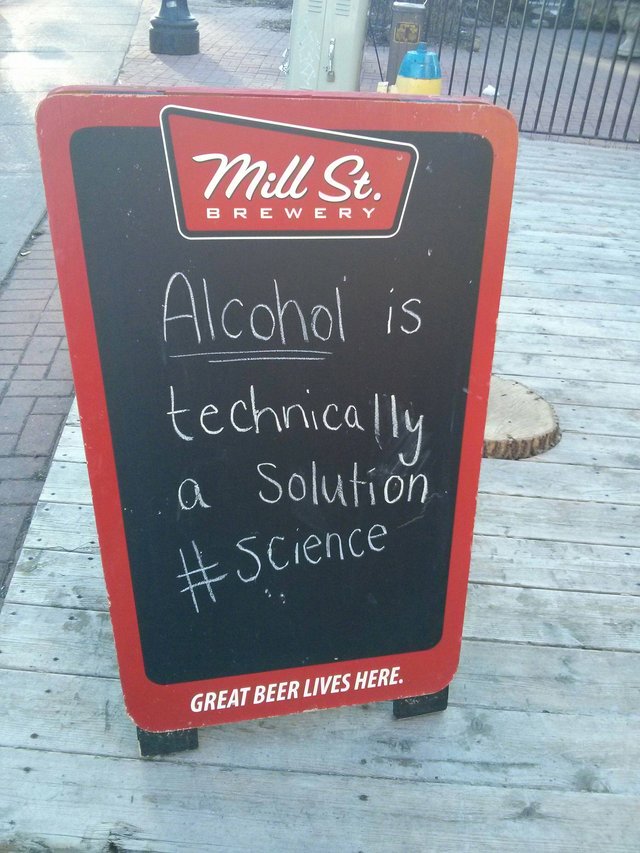 Mill St.
BREWERY
Alcohol is
technically
a Solution
#Science
GREAT BEER LIVES HERE.